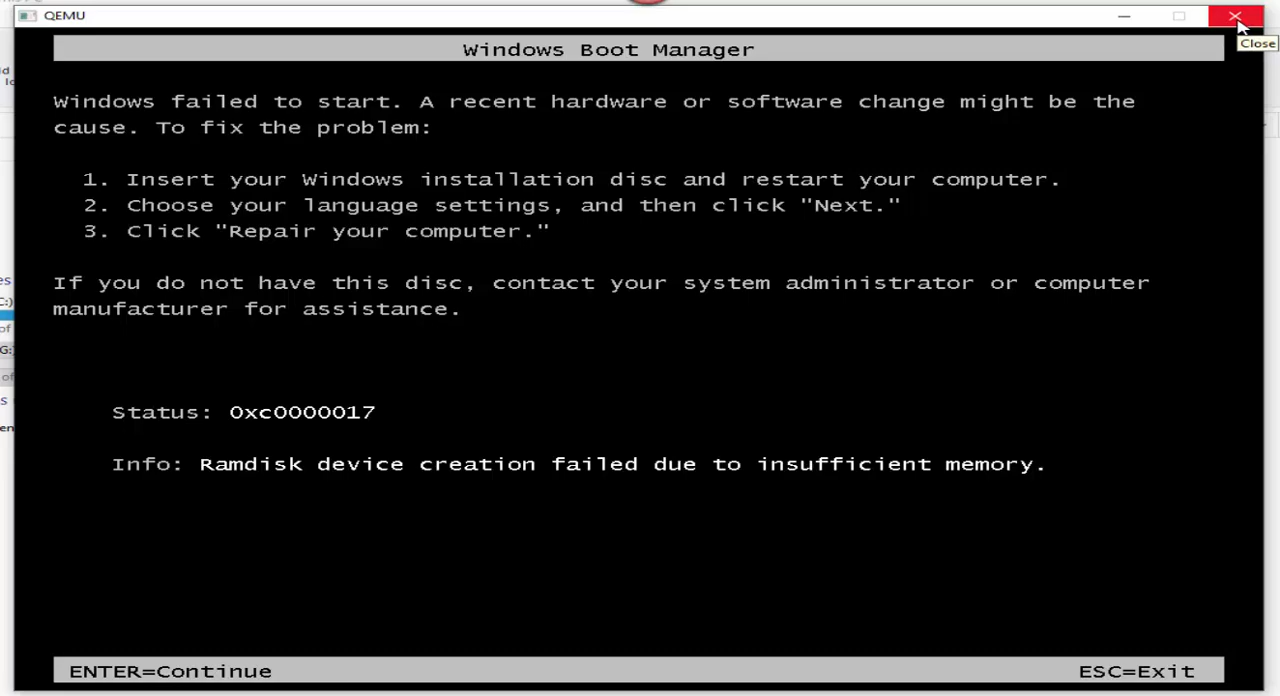 QEMU
Close
Windows Boot Manager
Windows failed to start. A recent hardware or software change might be the
cause. To fix the problem:
1. Insert your Windows installation disc and restart your computer.
2. Choose your language settings, and then click "Next."
3. Click "Repair your computer."
If you do not have this disc, contact your system administrator or computer
manufacturer for assistance.
Status: 0xc0000017
Info: Ramdisk device creation failed due to insufficient memory.
ENTER=Continue
ESC=Exit